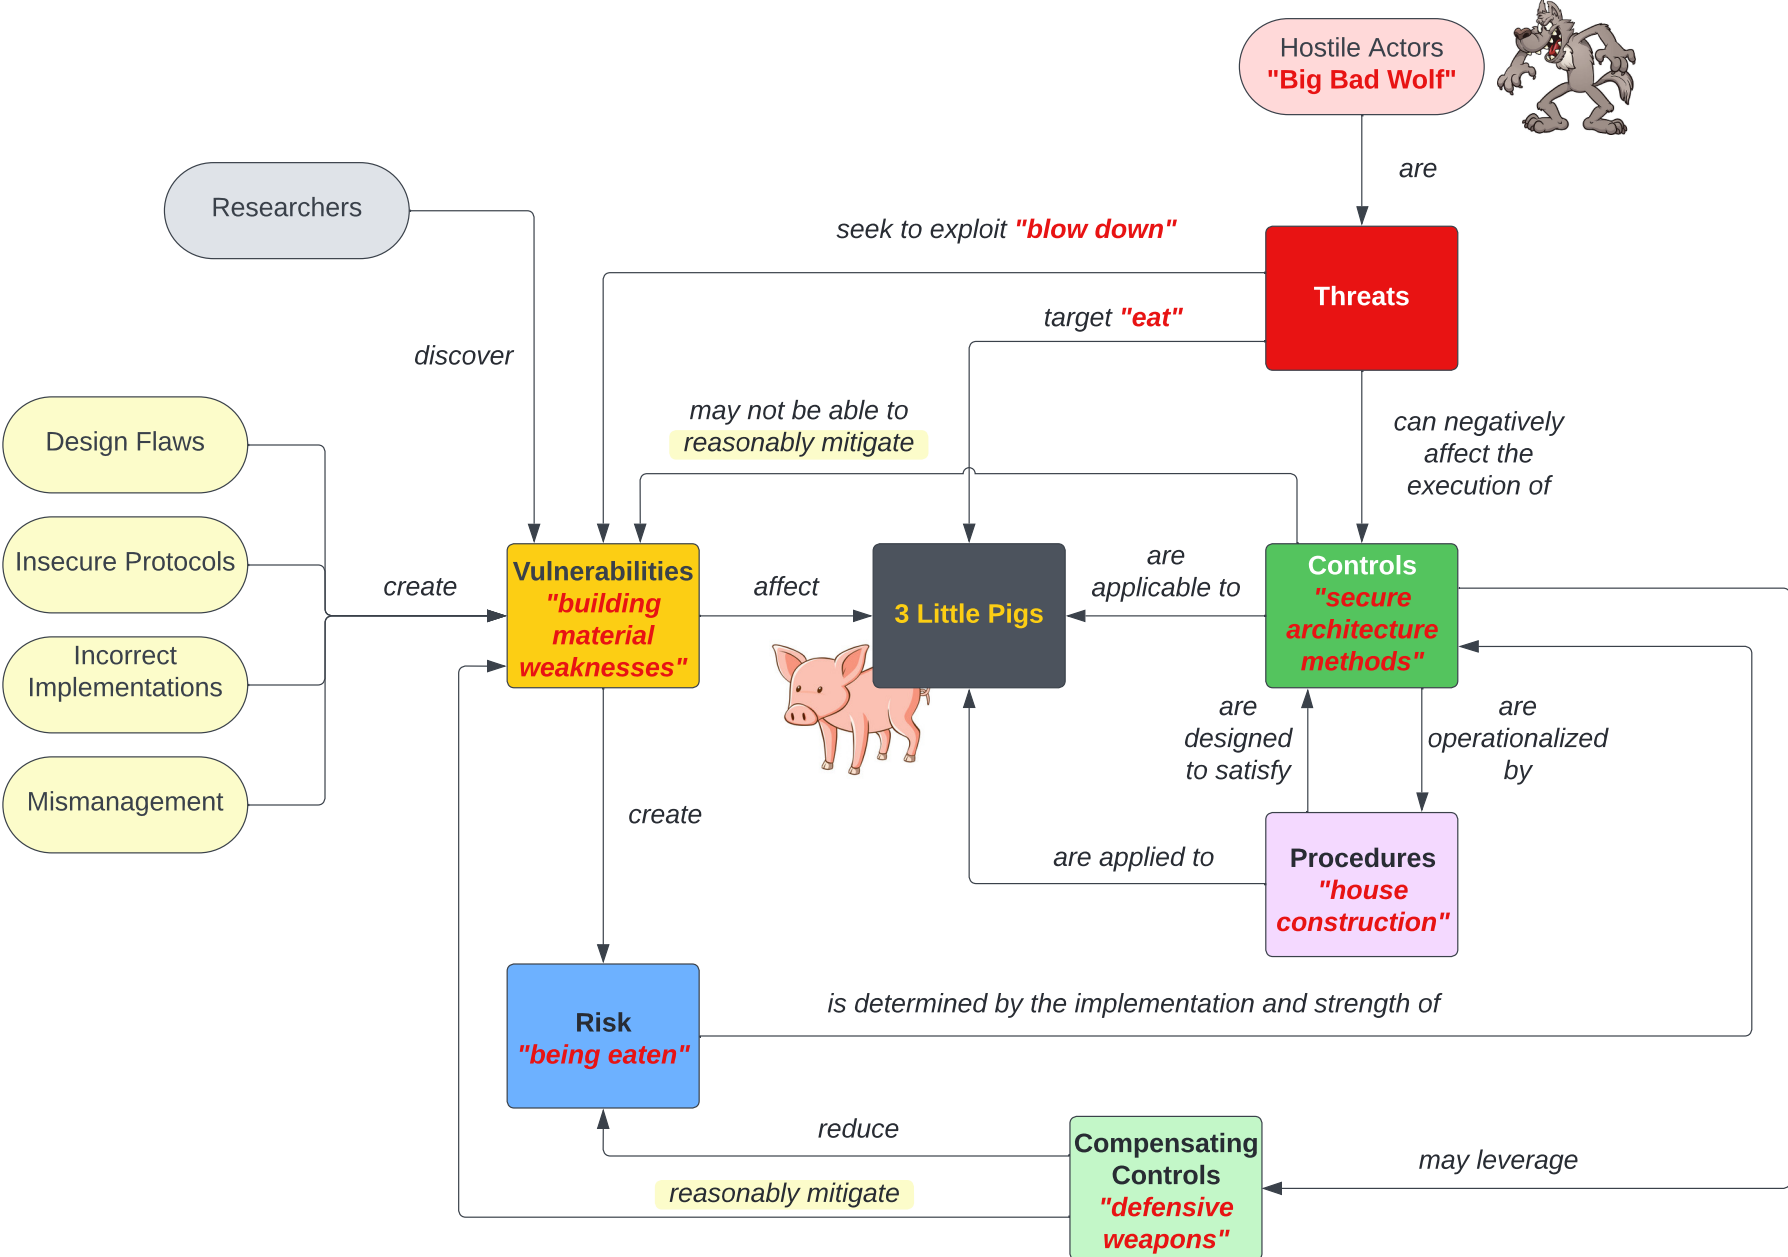 Hostile Actors
"Big Bad Wolf"
are
Researchers
seek to exploit "blow down"
Threats
target "eat"
discover
may not be able to
reasonably mitigate
can negatively
affect the
execution of
Design Flaws
Insecure Protocols
Incorrect
Implementations
Mismanagement
create
Vulnerabilities
"building
material
weaknesses"
affect
3 Little Pigs
are
applicable to
Controls
"secure
architecture
methods"
are
designed
to satisfy
are
operationalized
by
create
are applied to
Procedures
"house
construction"
Risk
"being eaten"
is determined by the implementation and strength of
reduce
Compensating
Controls
"defensive
weapons"
may leverage
reasonably mitigate